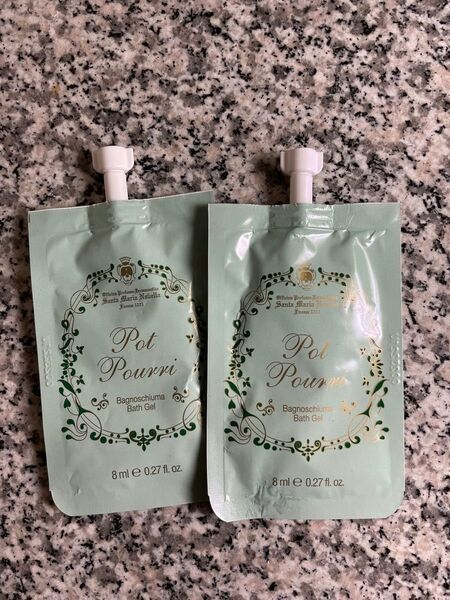 Officina Profumo-Farmaceutica
Santa Maria Novella
Firenze 1221
Pot
Pourri
Bagnoschiuma
Bath Gel
8 ml ℮ 0.27 fl. oz.
Officina Profumo-Farmaceutica
Santa Maria Novella
Firenze 1221
Pot
Pourri
Bagnoschiuma
Bath Gel
8 ml ℮ 0.27 fl. oz.